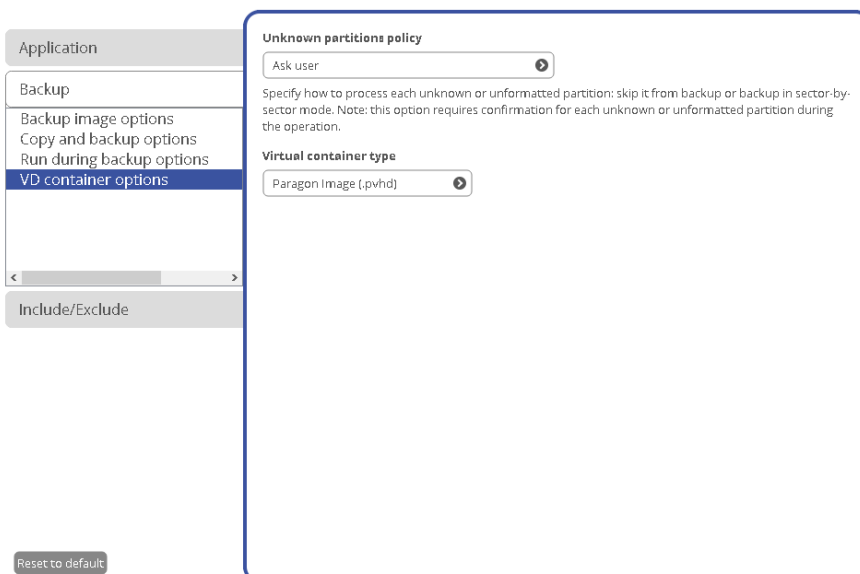 Application
Backup
Backup image options
Copy and backup options
Run during backup options
VD container options
Include/Exclude
Reset to default
Unknown partitions policy
Ask user
Specify how to process each unknown or unformatted partition: skip it from backup or backup in sector-by-
sector mode. Note: this option requires confirmation for each unknown or unformatted partition during
the operation.
Virtual container type
Paragon Image (.pvhd)